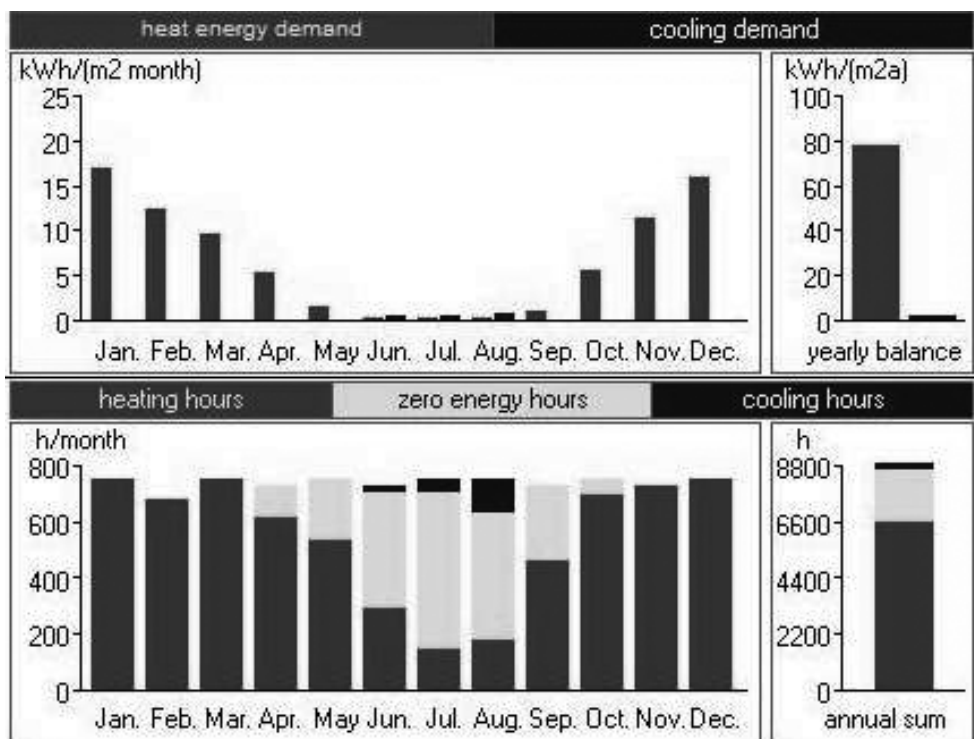 heat energy demand cooling demand
kWh/(m2 month)
25
20
15
10
5
0
Jan. Feb. Mar. Apr. May Jun. Jul. Aug. Sep. Oct. Nov. Dec.
kWh/(m2a)
100
80
60
40
20
0
yearly balance
heating hours zero energy hours cooling hours
h/month
800
600
400
200
0
Jan. Feb. Mar. Apr. May Jun. Jul. Aug. Sep. Oct. Nov. Dec.
h
8800
6600
4400
2200
0
annual sum